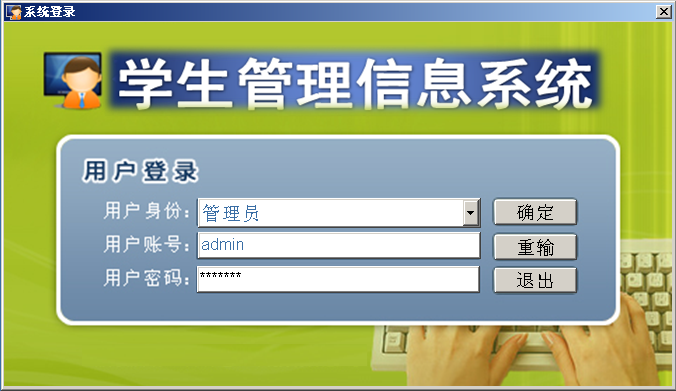 系统登录
学生管理信息系统
用户登录
用户身份: 管理员 确定
用户账号: admin 重输
用户密码: ******* 退出